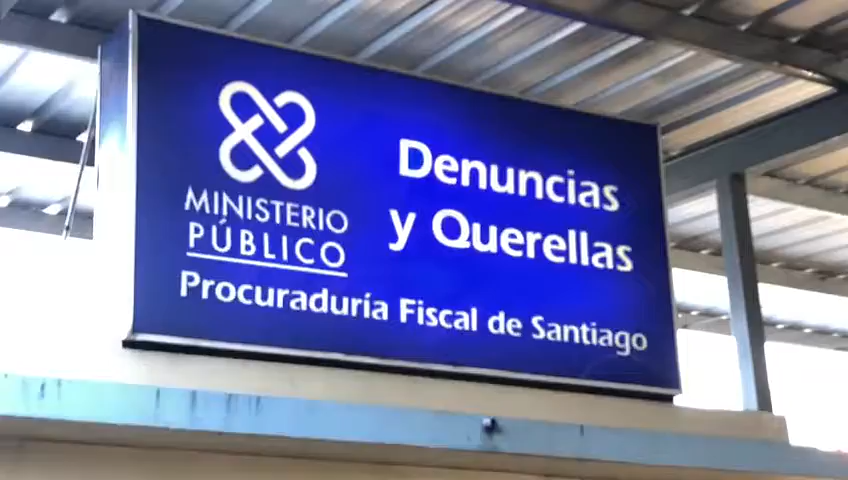 MINISTERIO
PÚBLICO
Denuncias
y Querellas
Procuraduría Fiscal de Santiago